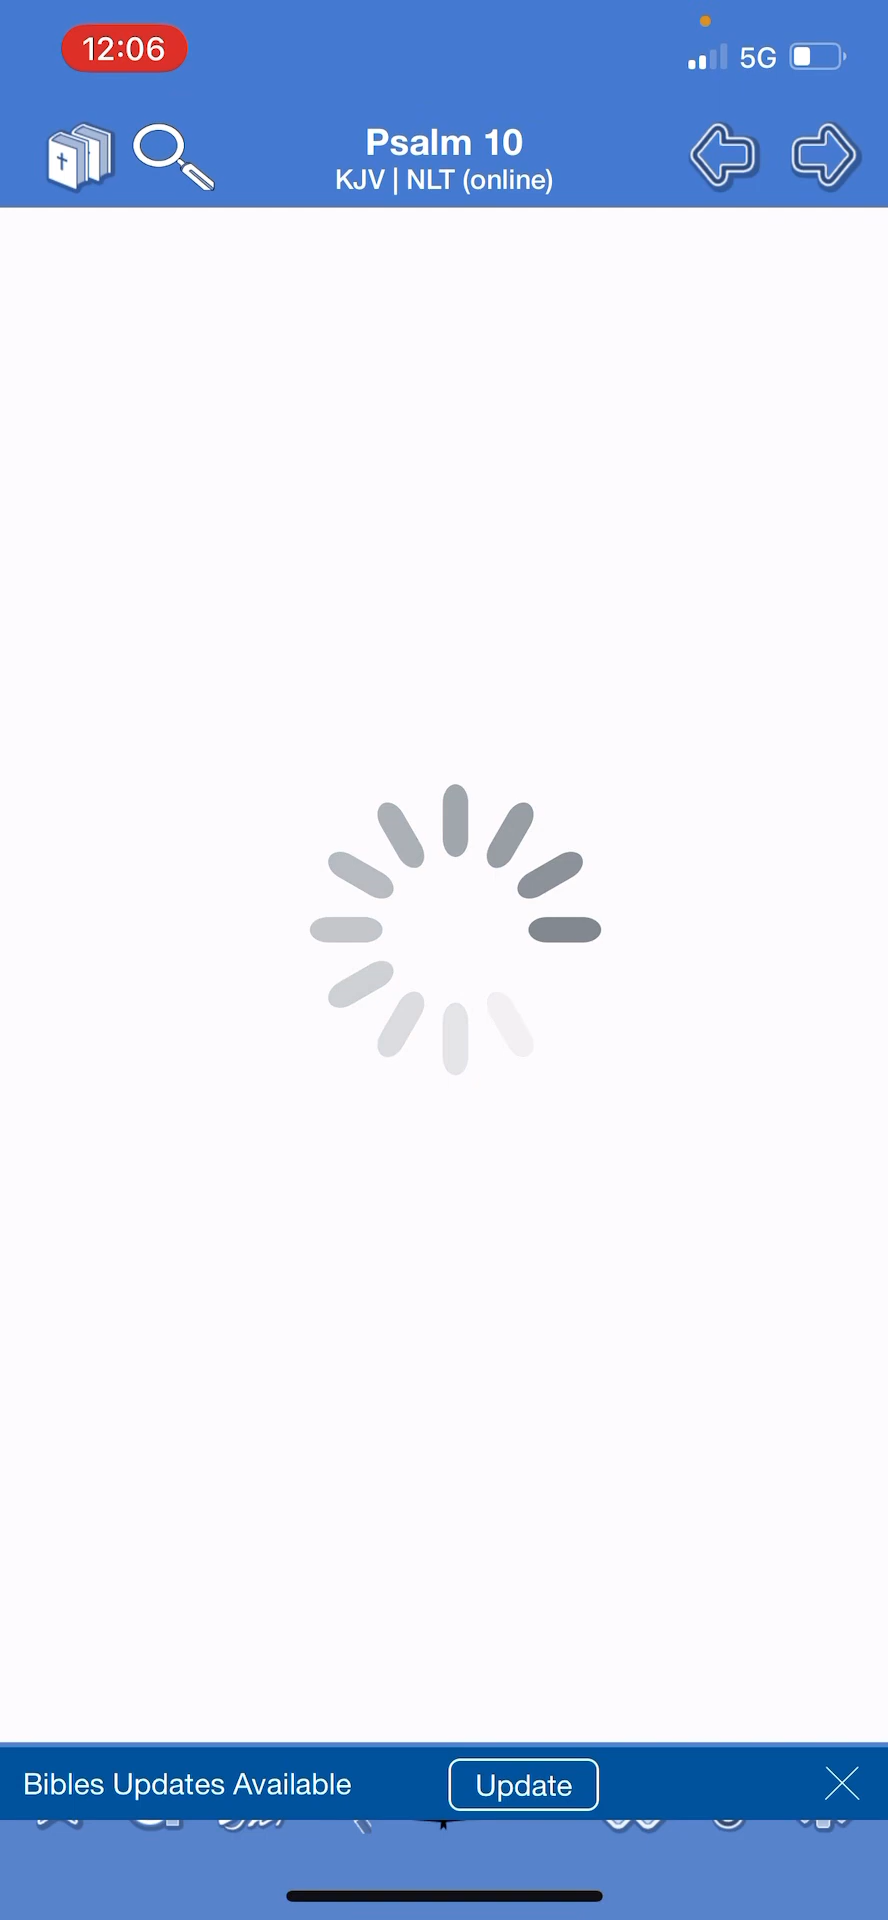 12:06
5G
Psalm 10
KJV | NLT (online)
Bibles Updates Available
Update